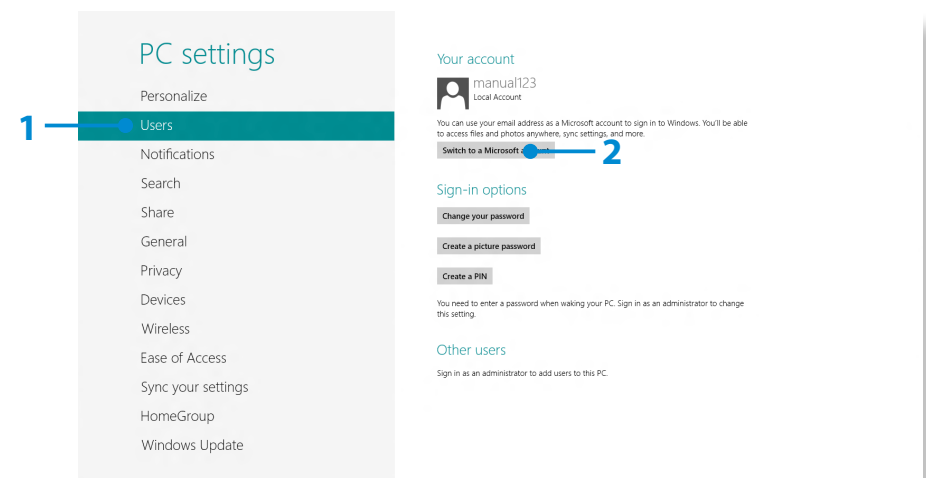 PC settings
Personalize
1
Users
Notifications
Search
Share
General
Privacy
Devices
Wireless
Ease of Access
Sync your settings
HomeGroup
Windows Update
Your account
manual123
Local Account
You can use your email address as a Microsoft account to sign in to Windows. You'll be able
to access files and photos anywhere, sync settings, and more.
Switch to a Microsoft account
2
Sign-in options
Change your password
Create a picture password
Create a PIN
You need to enter a password when waking your PC. Sign in as an administrator to change
this setting.
Other users
Sign in as an administrator to add users to this PC.